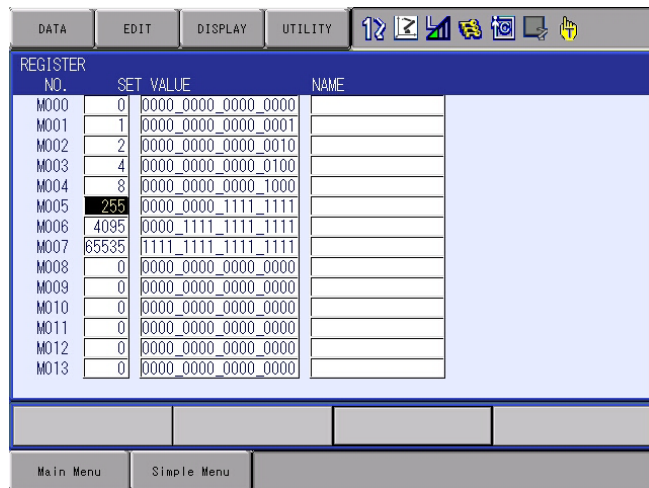 DATA EDIT DISPLAY UTILITY
REGISTER
NO. SET VALUE NAME
M000 0 0000_0000_0000_0000
M001 1 0000_0000_0000_0001
M002 2 0000_0000_0000_0010
M003 4 0000_0000_0000_0100
M004 8 0000_0000_0000_1000
M005 255 0000_0000_1111_1111
M006 4095 0000_1111_1111_1111
M007 65535 1111_1111_1111_1111
M008 0 0000_0000_0000_0000
M009 0 0000_0000_0000_0000
M010 0 0000_0000_0000_0000
M011 0 0000_0000_0000_0000
M012 0 0000_0000_0000_0000
M013 0 0000_0000_0000_0000
Main Menu Simple Menu